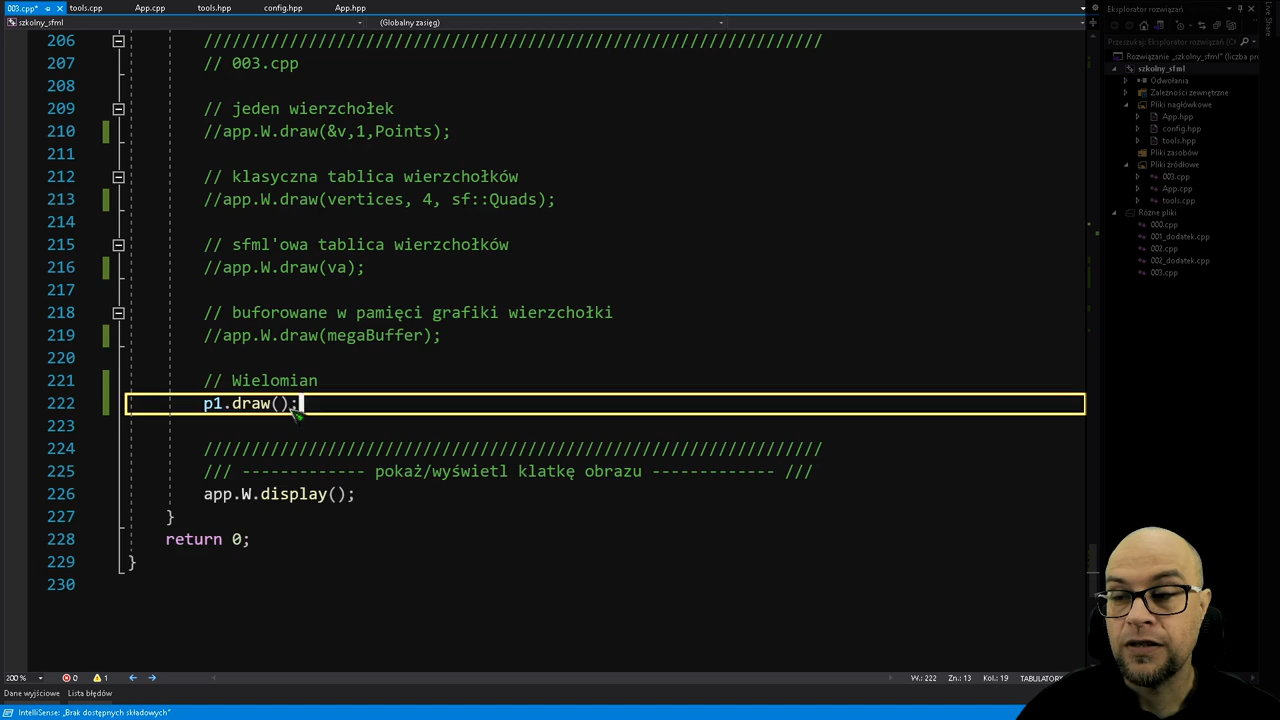 003.cpp* tools.cpp App.cpp tools.hpp config.hpp App.hpp
szkolny_sfml (Globalny zasięg)
206 //////////////////////////////////////////////////////////////////
207 // 003.cpp
208
209 // jeden wierzchołek
210 //app.W.draw(&v,1,Points);
211
212 // klasyczna tablica wierzchołków
213 //app.W.draw(vertices, 4, sf::Quads);
214
215 // sfml'owa tablica wierzchołków
216 //app.W.draw(va);
217
218 // buforowane w pamięci grafiki wierzchołki
219 //app.W.draw(megaBuffer);
220
221 // Wielomian
222 p1.draw();
223
224 //////////////////////////////////////////////////////////////////
225 /// ------------- pokaż/wyświetl klatkę obrazu ------------- ///
226 app.W.display();
227 }
228 return 0;
229 }
230
200 % 0 1 W.: 222 Zn.: 13 Kol.: 19 TABULATORY
Dane wyjściowe Lista błędów
IntelliSense: „Brak dostępnych składowych”
Eksplorator rozwiązań
Przeszukaj: Eksplorator rozwiązań (C
Rozwiązanie „szkolny_sfml” (liczba pr
szkolny_sfml
Odwołania
Zależności zewnętrzne
Pliki nagłówkowe
App.hpp
config.hpp
tools.hpp
Pliki zasobów
Pliki źródłowe
003.cpp
App.cpp
tools.cpp
Różne pliki
000.cpp
001_dodatek.cpp
002.cpp
002_dodatek.cpp
003.cpp
Live Share